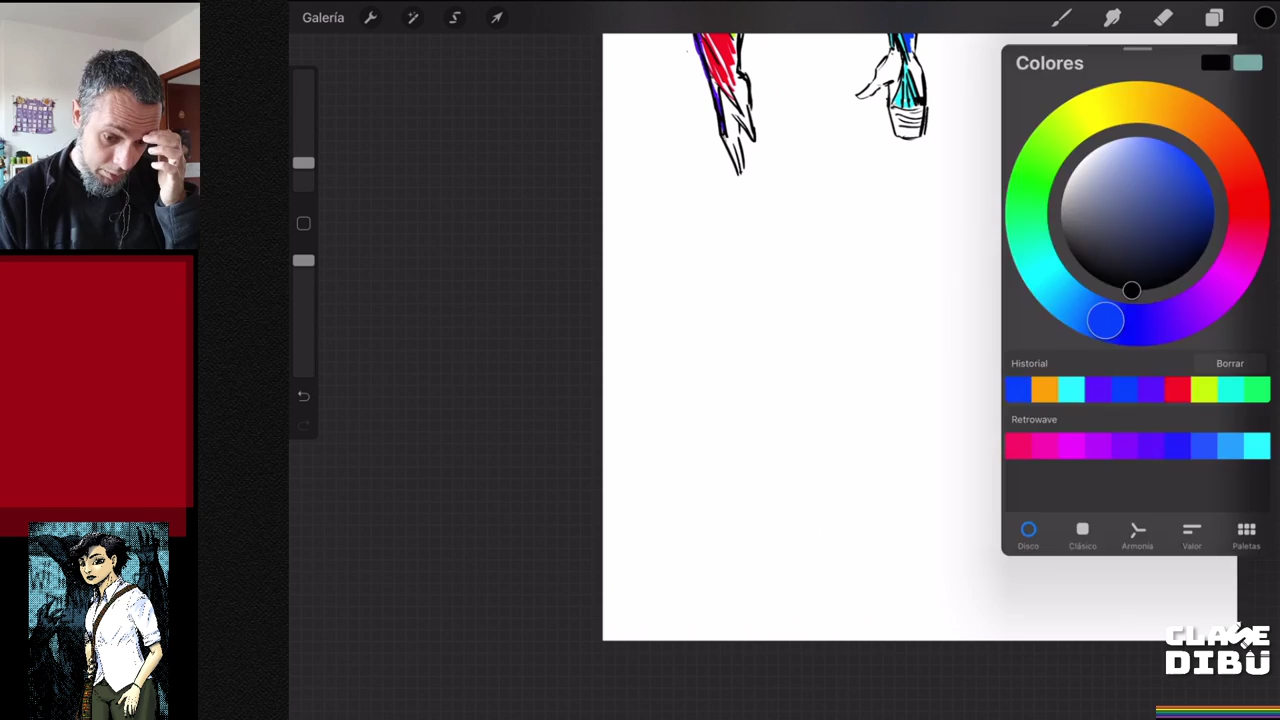 Galería
Colores
Historial
Borrar
Retrowave
Disco
Clásico
Armonía
Valor
Paletas
CLASE
DIBU